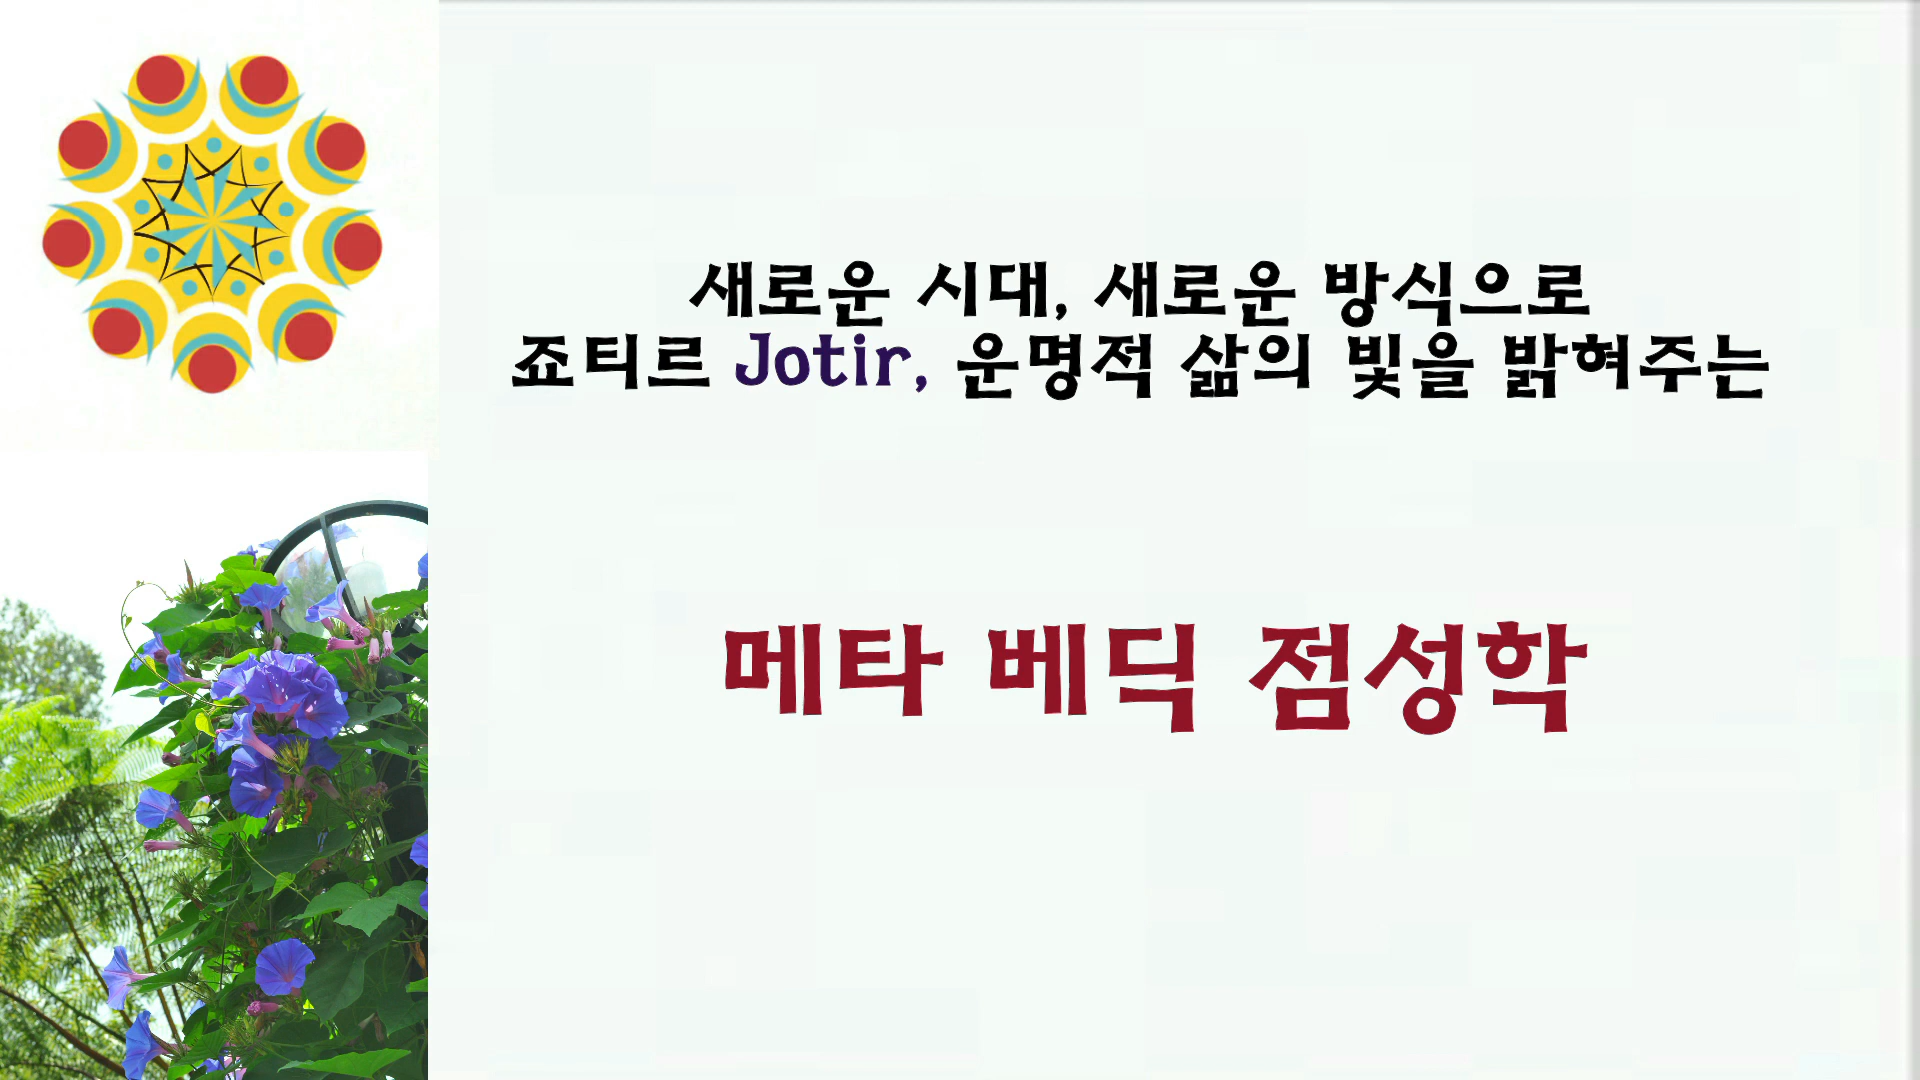 새로운 시대, 새로운 방식으로
죠티르 Jotir, 운명적 삶의 빛을 밝혀주는
메타 베딕 점성학